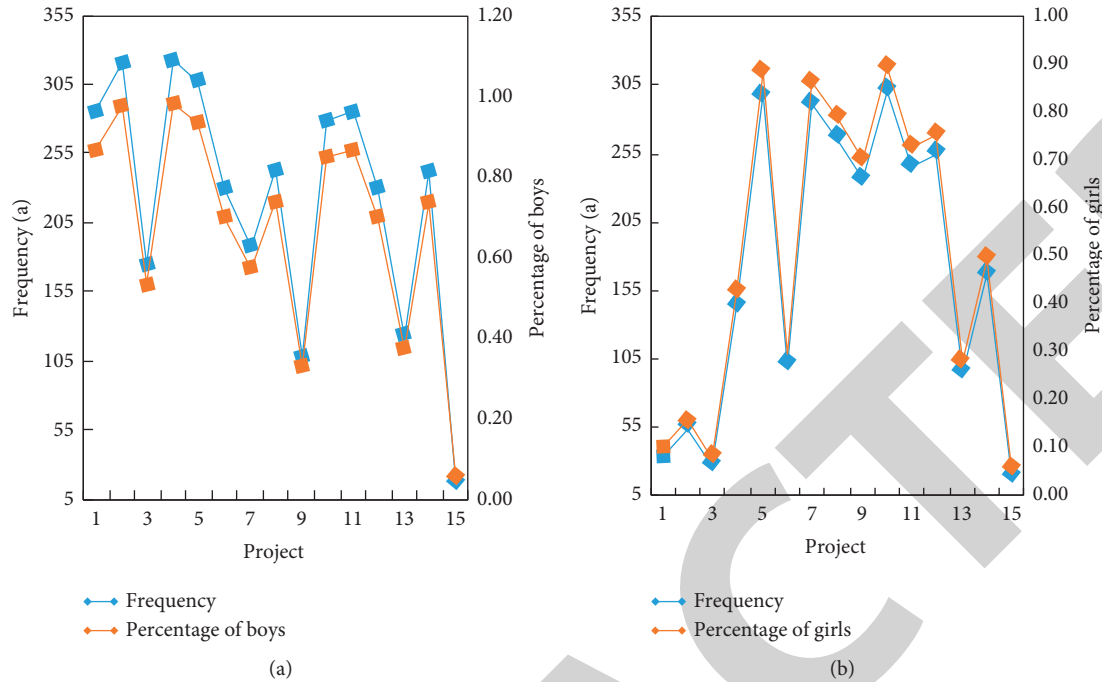 355
305
255
205
155
105
55
5
Frequency (a)
1.20
1.00
0.80
0.60
0.40
0.20
0.00
Percentage of boys
1 3 5 7 9 11 13 15
Project
Frequency
Percentage of boys
(a)
355
305
255
205
155
105
55
5
Frequency (a)
1.00
0.90
0.80
0.70
0.60
0.50
0.40
0.30
0.20
0.10
0.00
Percentage of girls
1 3 5 7 9 11 13 15
Project
Frequency
Percentage of girls
(b)
CTE